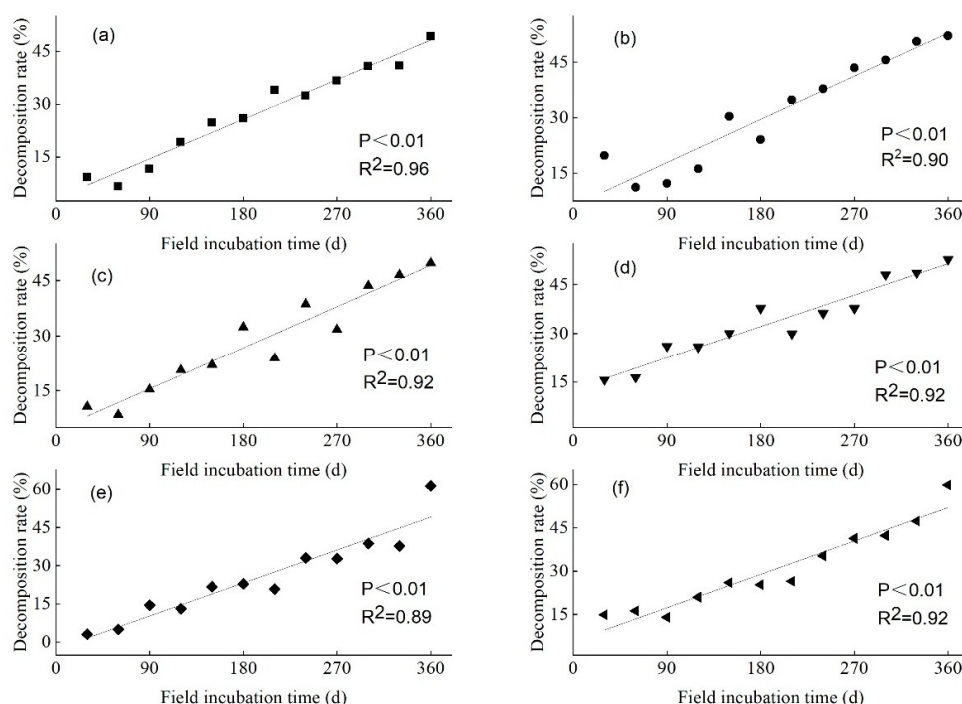 (a)
Decomposition rate (%)
45
30
15
P<0.01
R²=0.96
0 90 180 270 360
Field incubation time (d)
(b)
Decomposition rate (%)
45
30
15
P<0.01
R²=0.90
0 90 180 270 360
Field incubation time (d)
(c)
Decomposition rate (%)
45
30
15
P<0.01
R²=0.92
0 90 180 270 360
Field incubation time (d)
(d)
Decomposition rate (%)
45
30
15
P<0.01
R²=0.92
0 90 180 270 360
Field incubation time (d)
(e)
Decomposition rate (%)
60
45
30
15
0
P<0.01
R²=0.89
0 90 180 270 360
Field incubation time (d)
(f)
Decomposition rate (%)
60
45
30
15
P<0.01
R²=0.92
0 90 180 270 360
Field incubation time (d)